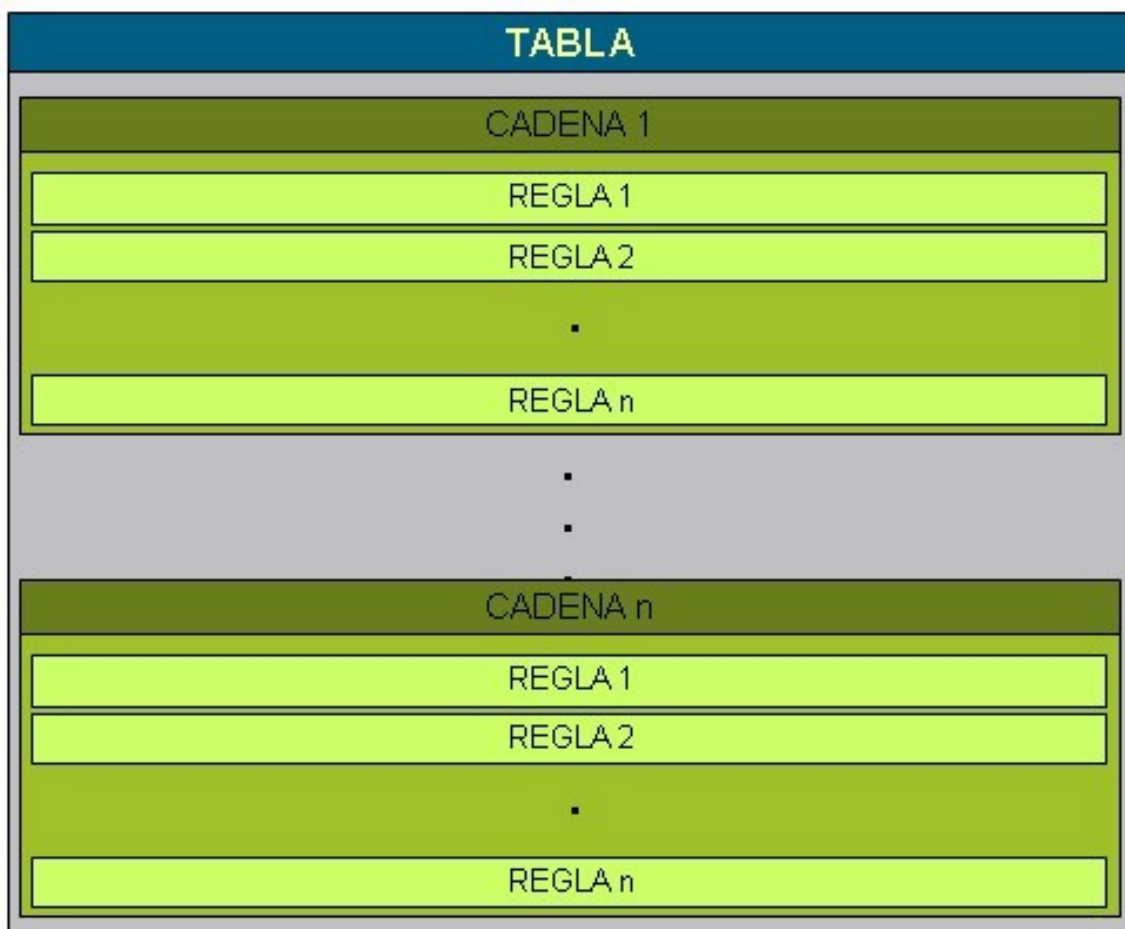 TABLA
CADENA 1
REGLA 1
REGLA 2
.
REGLA n
.
.
.
CADENA n
REGLA 1
REGLA 2
.
REGLA n